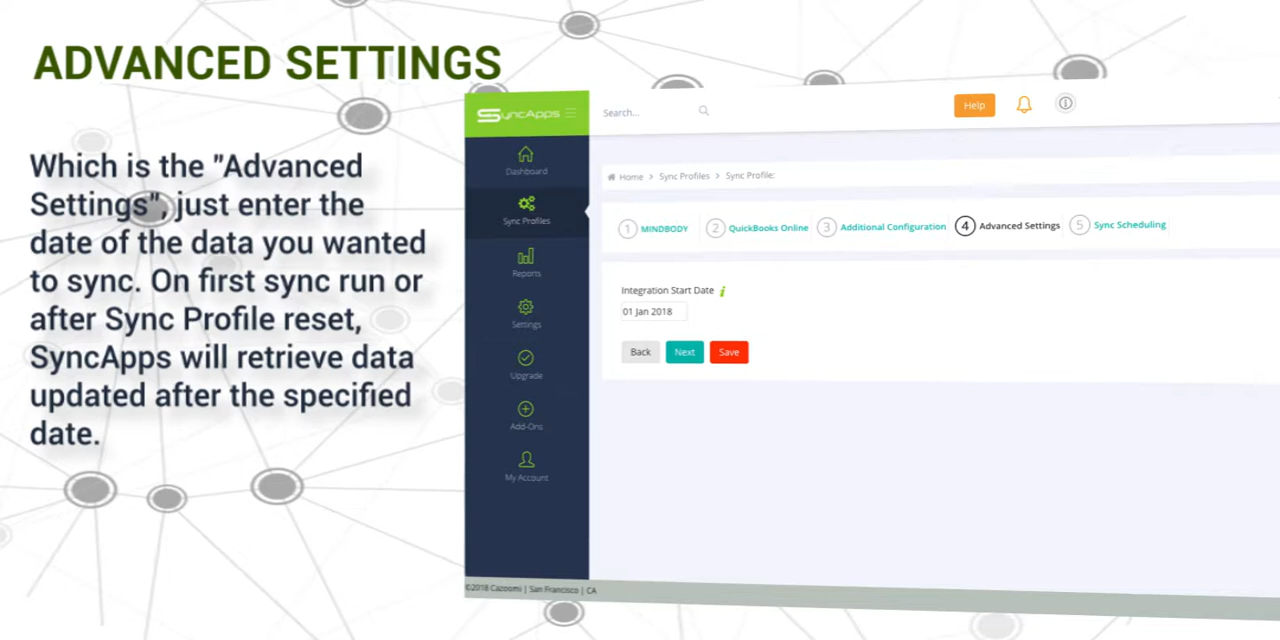 ADVANCED SETTINGS
Which is the "Advanced
Settings", just enter the
date of the data you wanted
to sync. On first sync run or
after Sync Profile reset,
SyncApps will retrieve data
updated after the specified
date.
SyncApps
Search...
Help
Dashboard
Sync Profiles
Reports
Settings
Upgrade
Add-Ons
My Account
Home > Sync Profiles > Sync Profile:
1 MINDBODY 2 QuickBooks Online 3 Additional Configuration 4 Advanced Settings 5 Sync Scheduling
Integration Start Date i
01 Jan 2018
Back Next Save
©2018 Cazoomi | San Francisco | CA